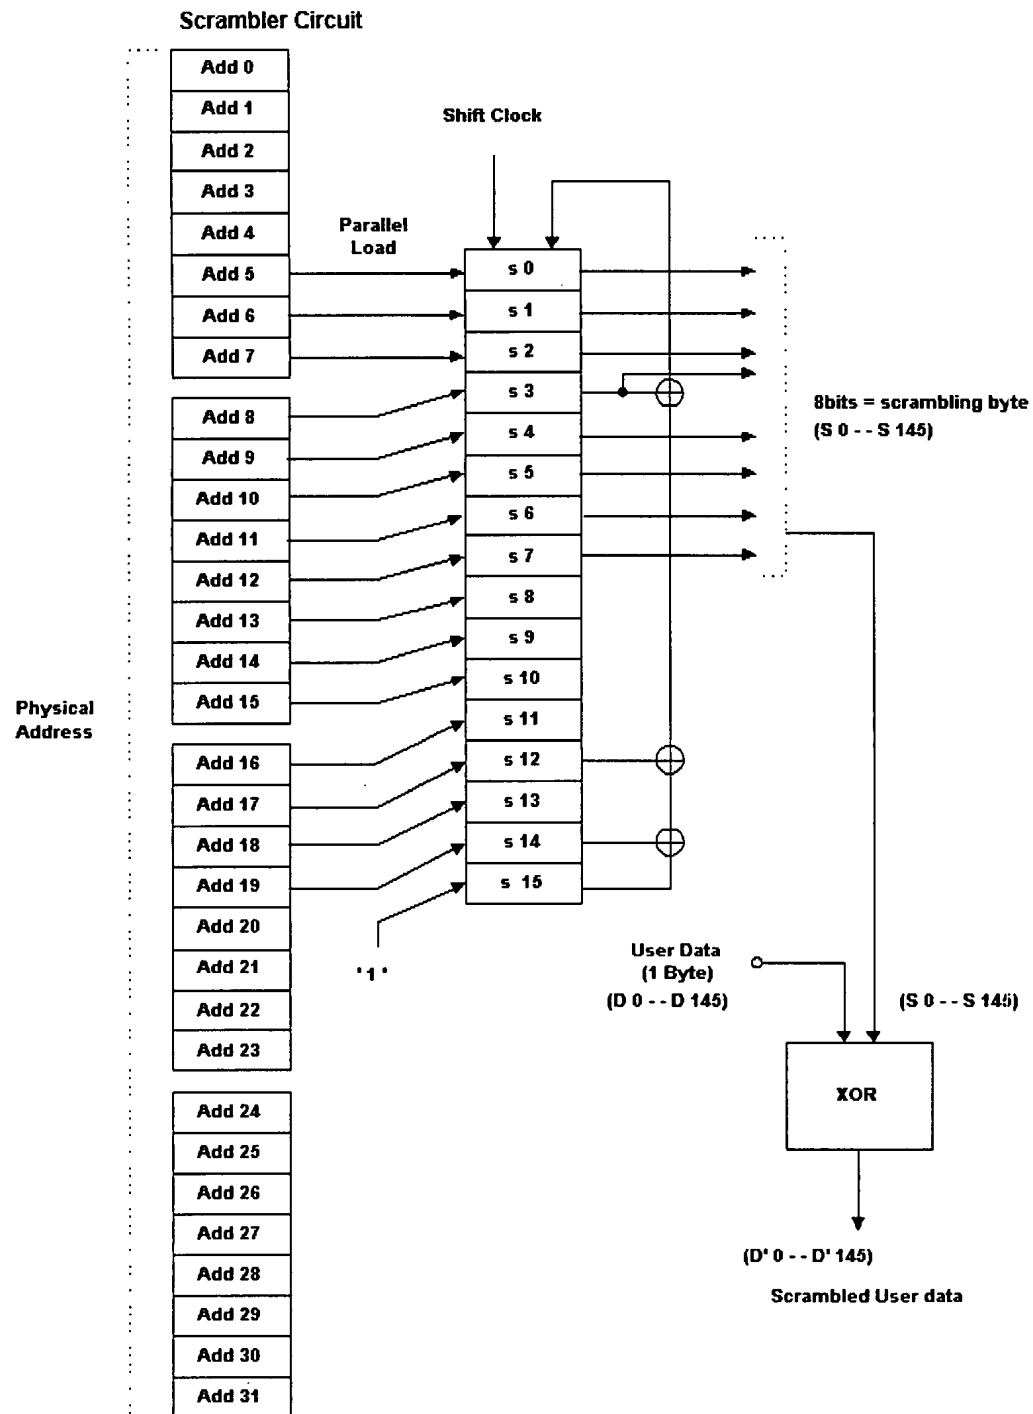 Scrambler Circuit
Add 0
Add 1
Add 2
Add 3
Add 4
Add 5
Add 6
Add 7
Add 8
Add 9
Add 10
Add 11
Add 12
Add 13
Add 14
Add 15
Physical
Address
Add 16
Add 17
Add 18
Add 19
Add 20
Add 21
Add 22
Add 23
Add 24
Add 25
Add 26
Add 27
Add 28
Add 29
Add 30
Add 31
Parallel
Load
Shift Clock
s 0
s 1
s 2
s 3
s 4
s 5
s 6
s 7
s 8
s 9
s 10
s 11
s 12
s 13
s 14
s 15
'1'
8bits = scrambling byte
(S 0 - - S 145)
User Data
(1 Byte)
(D 0 - - D 145)
(S 0 - - S 145)
XOR
(D' 0 - - D' 145)
Scrambled User data